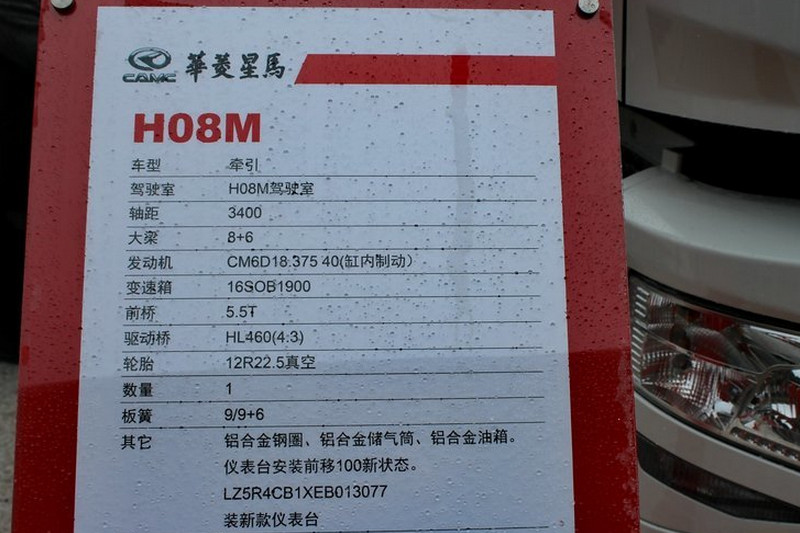 CAMC 華菱星馬
H08M
车型 牵引
驾驶室 H08M驾驶室
轴距 3400
大梁 8+6
发动机 CM6D18.375 40(缸内制动)
变速箱 16SOB1900
前桥 5.5T
驱动桥 HL460(4.3)
轮胎 12R22.5真空
数量 1
板簧 9/9+6
其它 铝合金钢圈、铝合金储气筒、铝合金油箱。
仪表台安装前移100新状态。
LZ5R4CB1XEB013077
装新款仪表台